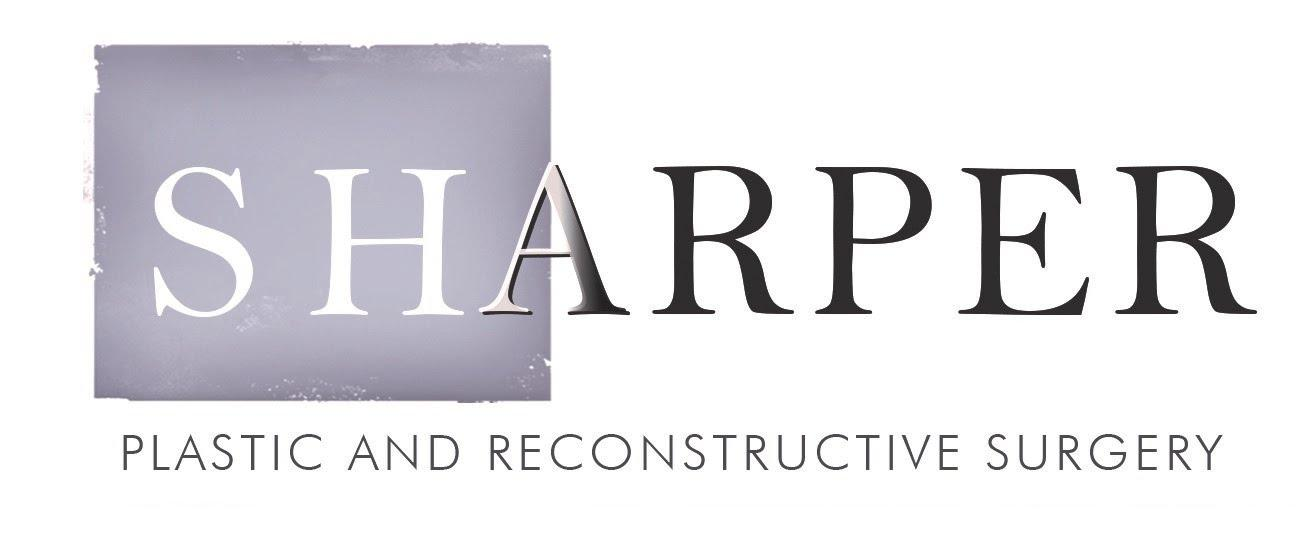 SHARPER
PLASTIC AND RECONSTRUCTIVE SURGERY